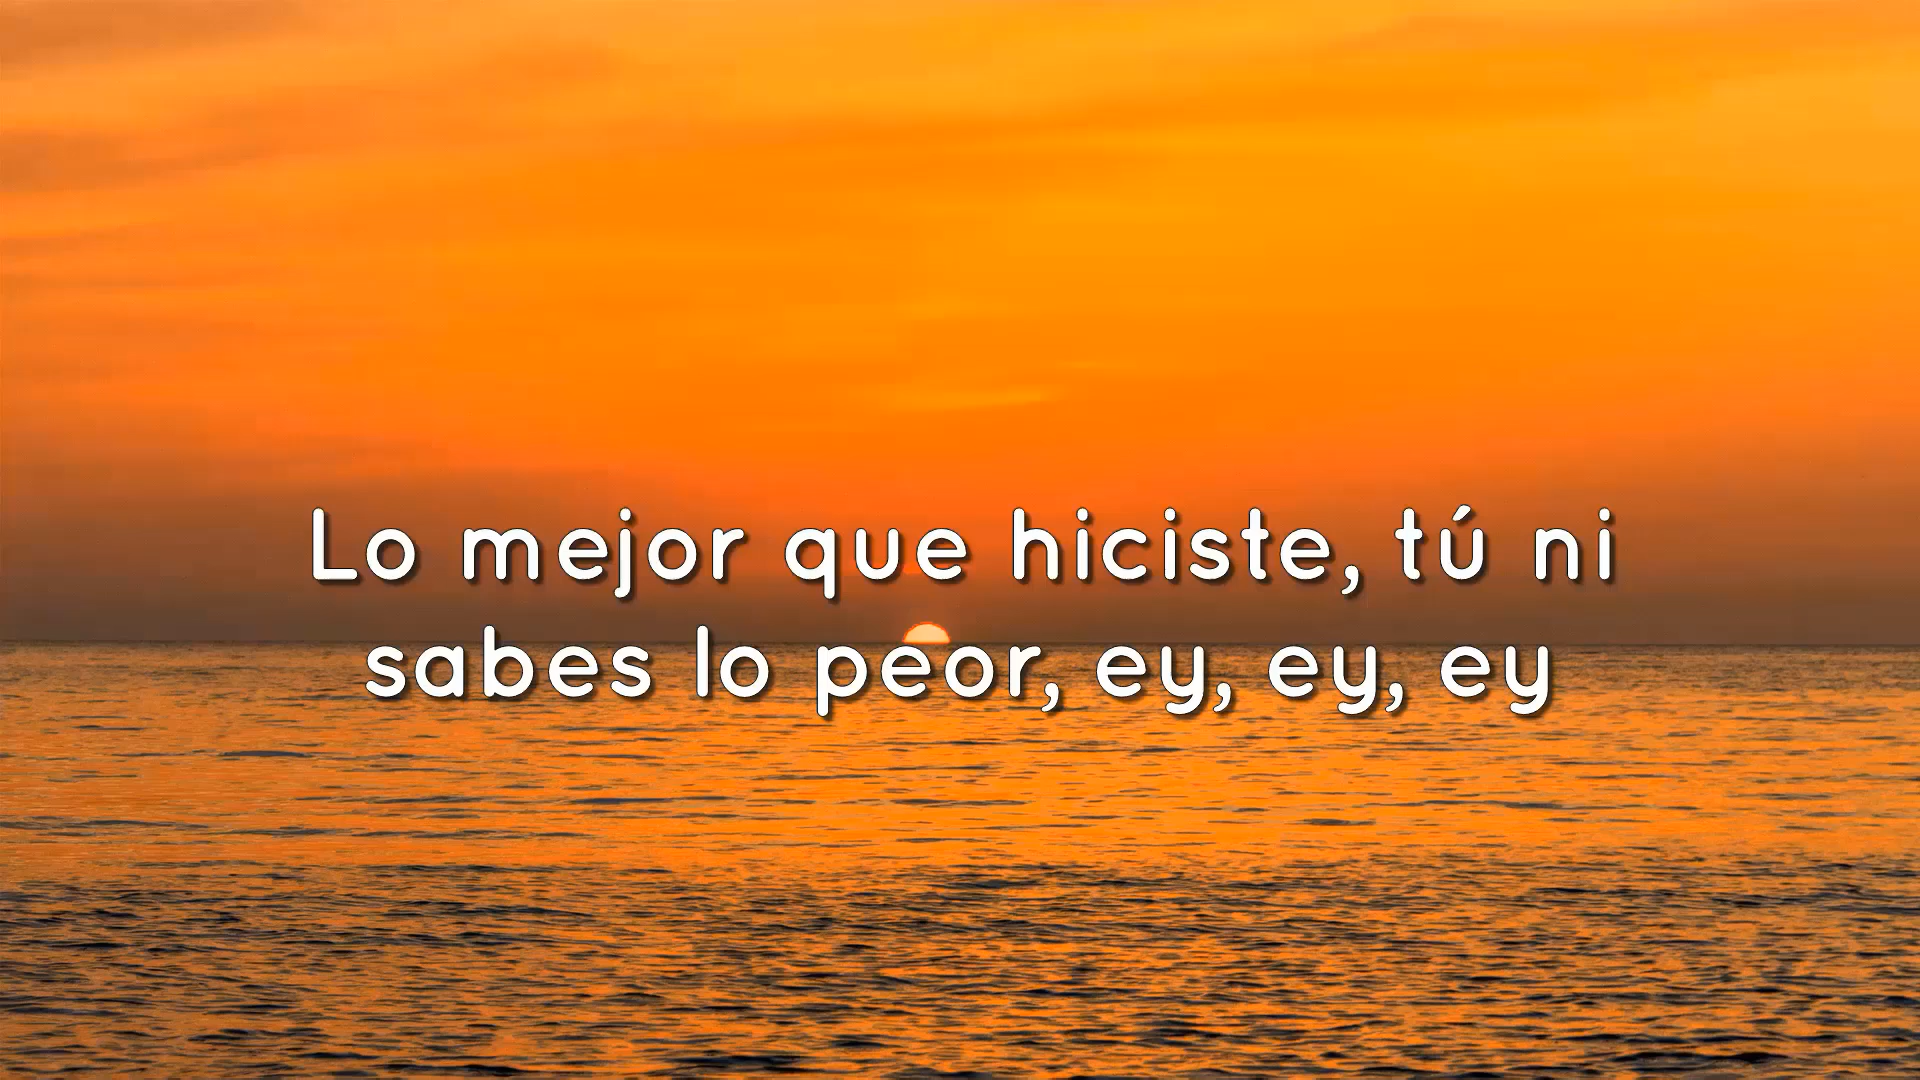 Lo mejor que hiciste, tú ni
sabes lo peor, ey, ey, ey